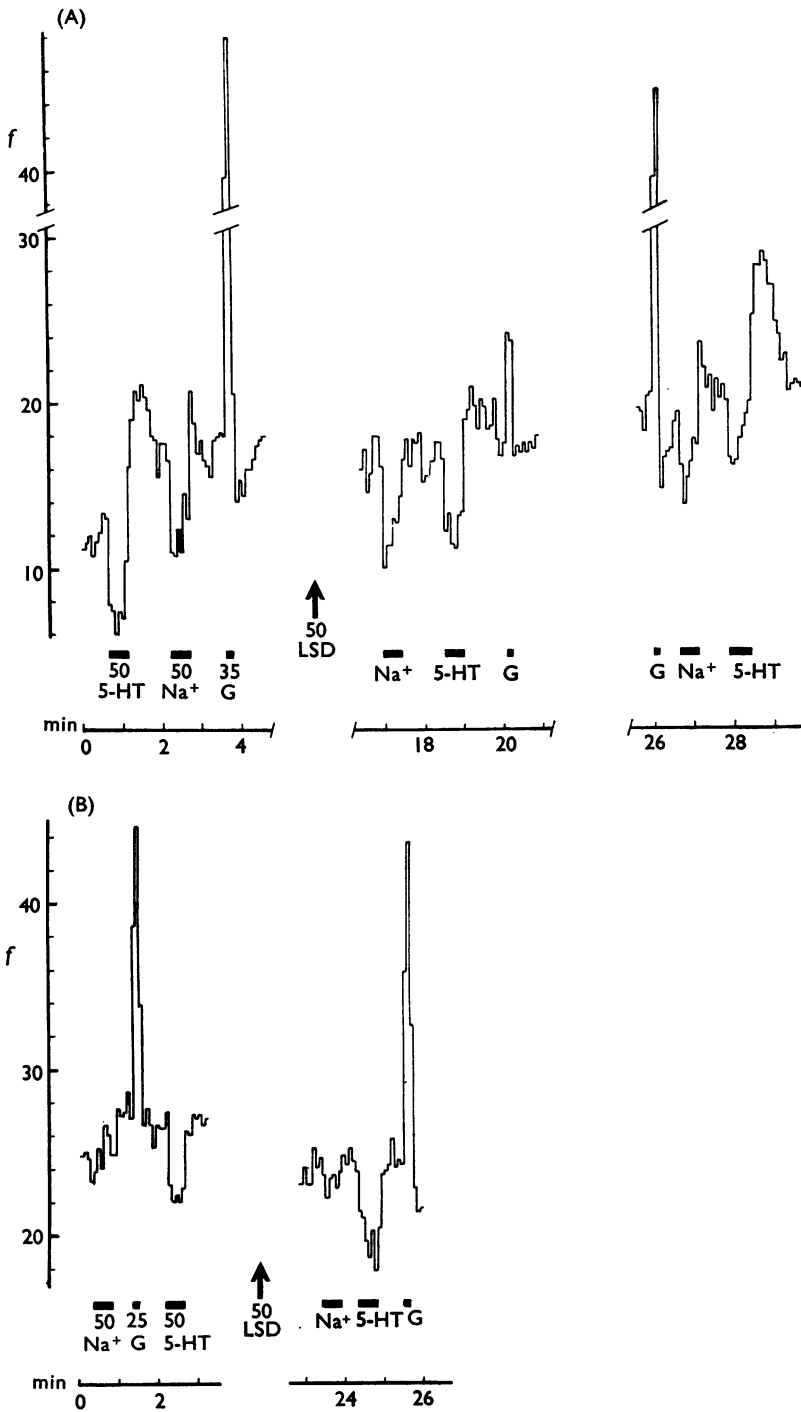 (A)
f
40
30
20
10
50 50 35
5-HT Na+ G
50
LSD
Na+ 5-HT G
G Na+ 5-HT
min
0 2 4 18 20 26 28
(B)
40
f
30
20
50 25 50
Na+ G 5-HT
50
LSD
Na+ 5-HT G
min
0 2 24 26